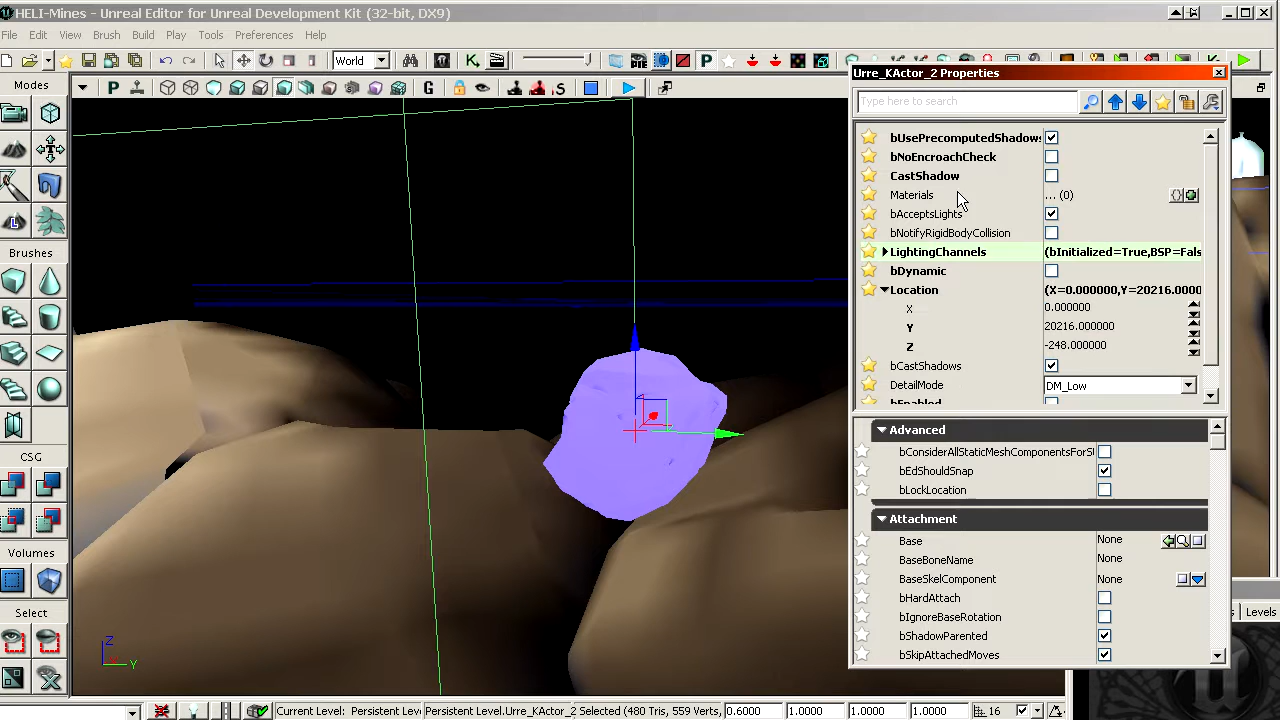 HELI-Mines - Unreal Editor for Unreal Development Kit (32-bit, DX9)
File Edit View Brush Build Play Tools Preferences Help
World
Modes
Brushes
CSG
Volumes
Select
P G S
Urre_KActor_2 Properties
Type here to search
bUsePrecomputedShadows
bNoEncroachCheck
CastShadow
Materials ... (0)
bAcceptsLights
bNotifyRigidBodyCollision
LightingChannels (bInitialized=True,BSP=Fals
bDynamic
Location (X=0.000000,Y=20216.0000
X 0.000000
Y 20216.000000
Z -248.000000
bCastShadows
DetailMode DM_Low
bEnabled
Advanced
bConsiderAllStaticMeshComponentsForSt
bEdShouldSnap
bLockLocation
Attachment
Base None
BaseBoneName None
BaseSkelComponent None
bHardAttach
bIgnoreBaseRotation
bShadowParented
bSkipAttachedMoves
Levels
Z
Y
Current Level: Persistent Lev Persistent Level.Urre_KActor_2 Selected (480 Tris, 559 Verts, 0.6000 1.0000 1.0000 1.0000 16